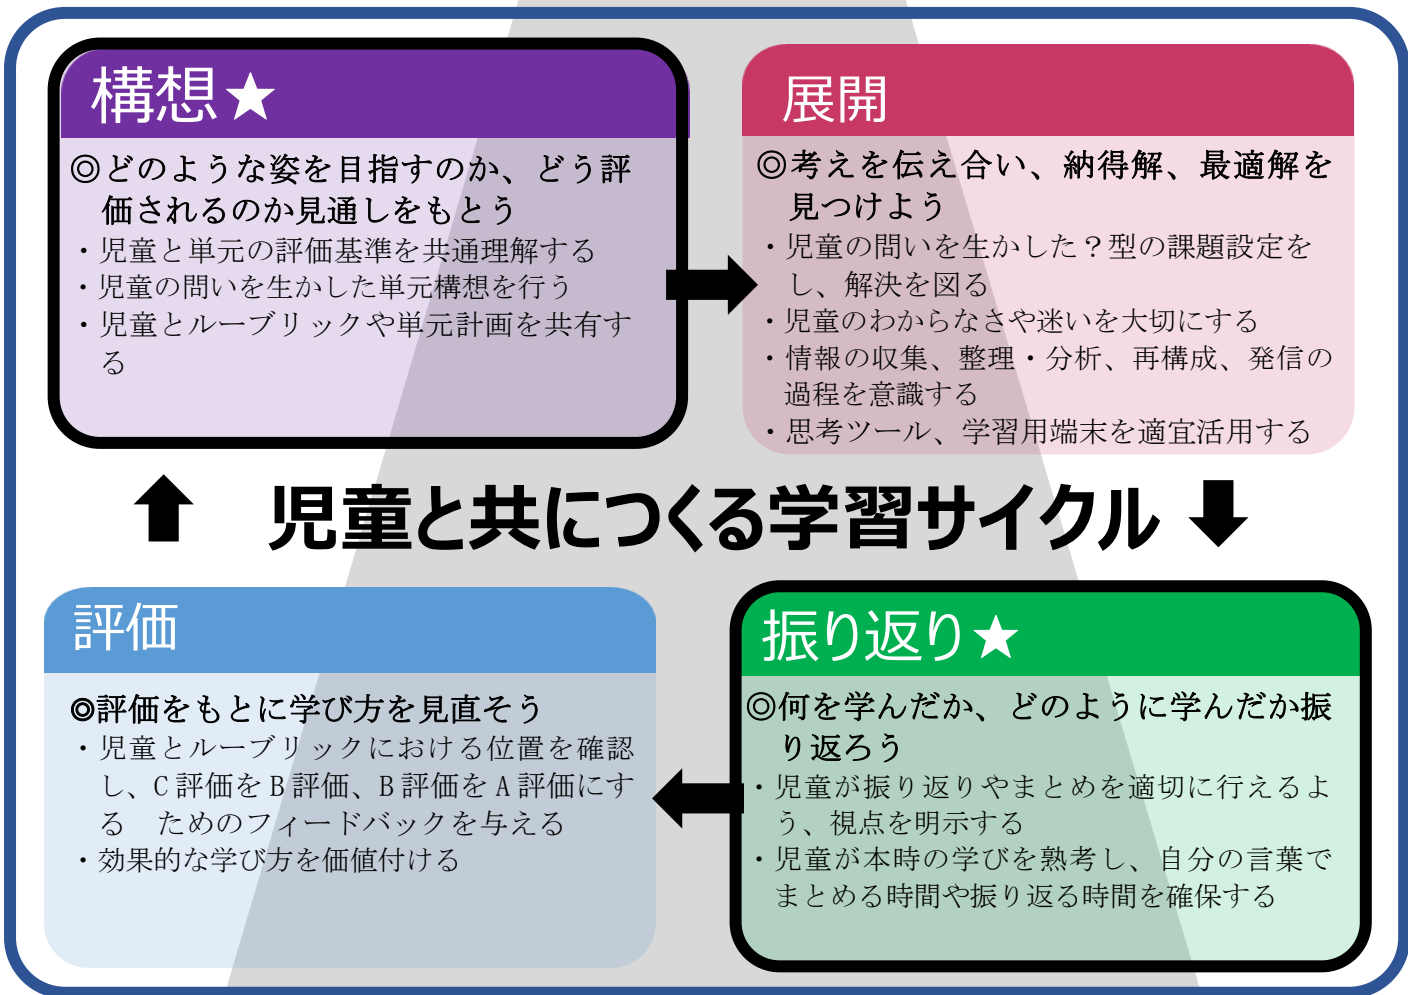 構想★
◎どのような姿を目指すのか、どう評
価されるのか見通しをもとう
・児童と単元の評価基準を共通理解する
・児童の問いを生かした単元構想を行う
・児童とルーブリックや単元計画を共有す
る
展開
◎考えを伝え合い、納得解、最適解を
見つけよう
・児童の問いを生かした？型の課題設定を
し、解決を図る
・児童のわからなさや迷いを大切にする
・情報の収集、整理・分析、再構成、発信の
過程を意識する
・思考ツール、学習用端末を適宜活用する
児童と共につくる学習サイクル
評価
◎評価をもとに学び方を見直そう
・児童とルーブリックにおける位置を確認
し、C評価をB評価、B評価をA評価にす
る　ためのフィードバックを与える
・効果的な学び方を価値付ける
振り返り★
◎何を学んだか、どのように学んだか振
り返ろう
・児童が振り返りやまとめを適切に行えるよ
う、視点を明示する
・児童が本時の学びを熟考し、自分の言葉で
まとめる時間や振り返る時間を確保する